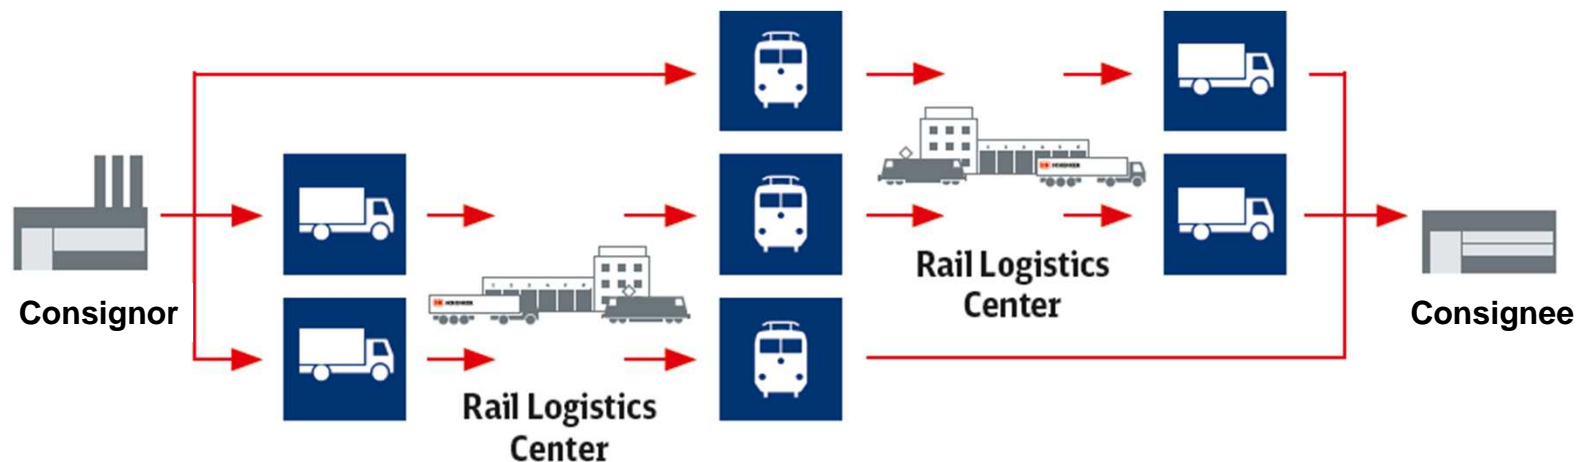 Consignor
Rail Logistics
Center
Rail Logistics
Center
Consignee